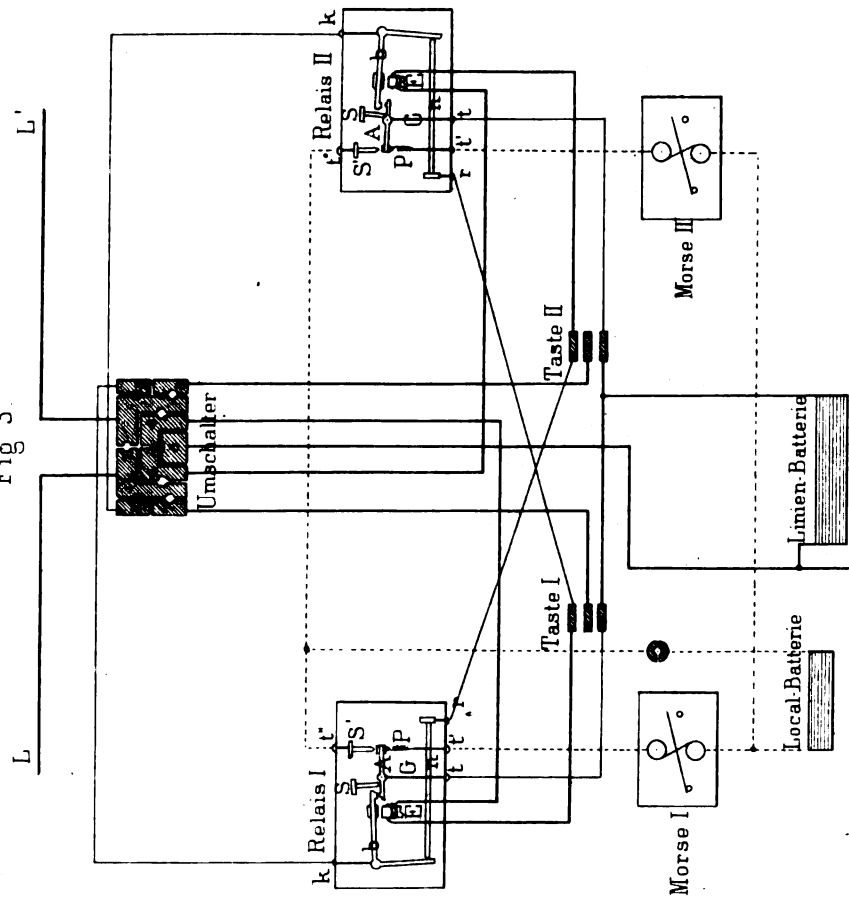 Fig 3.
L
L'
Umschalter
k
Relais I
S
t"
S'
A
P
G
E
R
t
t'
r
k
Relais II
S
t"
S'
A
P
G
E
R
t
t'
r
Taste I
Taste II
Morse I
Morse II
Local-Batterie
Linien-Batterie